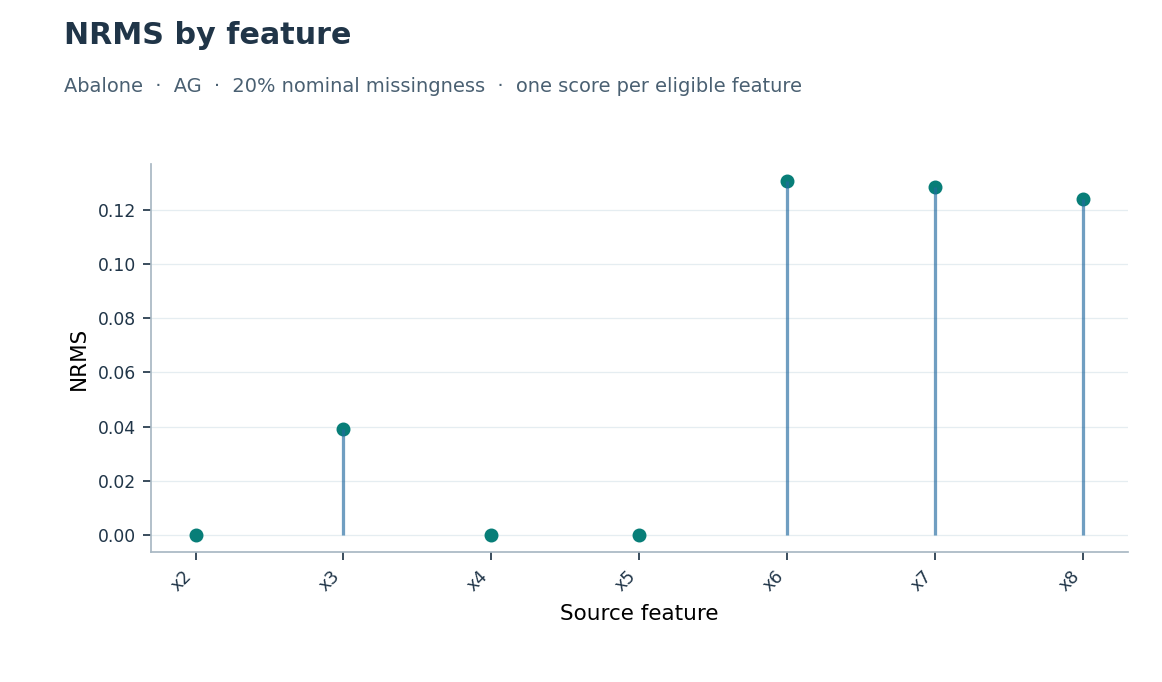 NRMS by feature
Abalone · AG · 20% nominal missingness · one score per eligible feature
NRMS
0.12
0.10
0.08
0.06
0.04
0.02
0.00
x2 x3 x4 x5 x6 x7 x8
Source feature